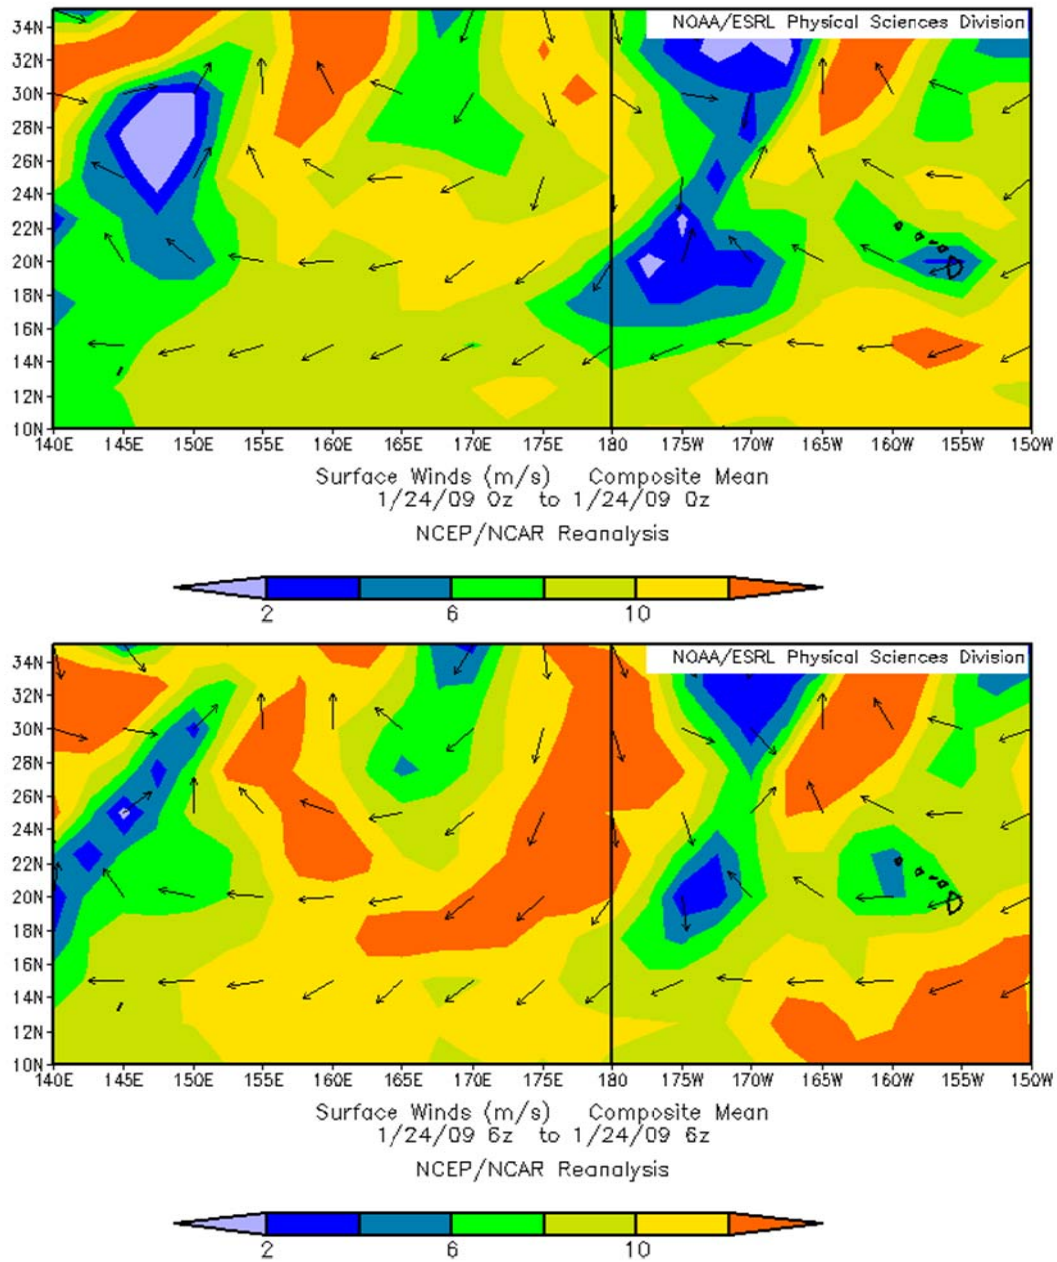 NOAA/ESRL Physical Sciences Division
34N
32N
30N
28N
26N
24N
22N
20N
18N
16N
14N
12N
10N
140E 145E 150E 155E 160E 165E 170E 175E 180 175W 170W 165W 160W 155W 150W
Surface Winds (m/s) Composite Mean
1/24/09 0z to 1/24/09 0z
NCEP/NCAR Reanalysis
2 6 10
NOAA/ESRL Physical Sciences Division
34N
32N
30N
28N
26N
24N
22N
20N
18N
16N
14N
12N
10N
140E 145E 150E 155E 160E 165E 170E 175E 180 175W 170W 165W 160W 155W 150W
Surface Winds (m/s) Composite Mean
1/24/09 6z to 1/24/09 6z
NCEP/NCAR Reanalysis
2 6 10